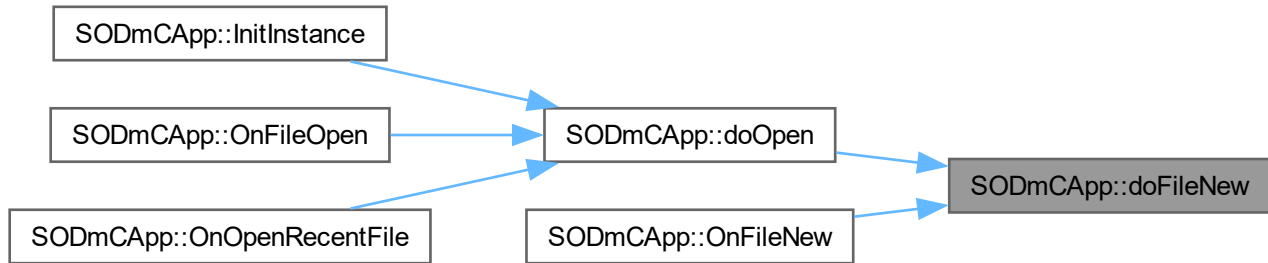 SODmCApp::InitInstance
SODmCApp::OnFileOpen
SODmCApp::doOpen
SODmCApp::doFileNew
SODmCApp::OnOpenRecentFile
SODmCApp::OnFileNew